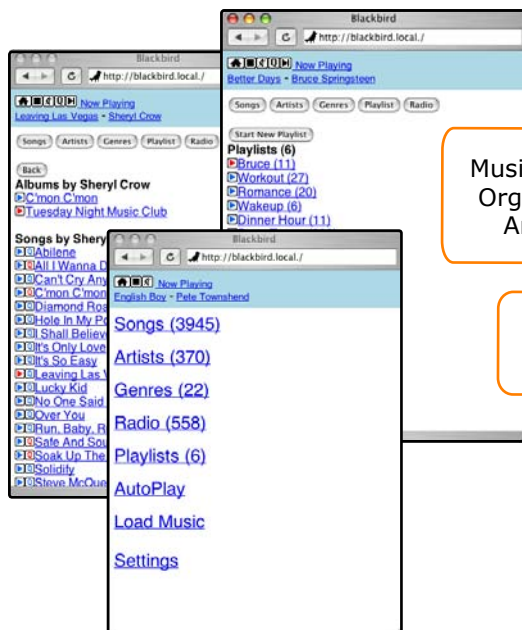 Blackbird
http://blackbird.local./
Now Playing
Leaving Las Vegas - Sheryl Crow
Songs Artists Genres Playlist Radio
Back
Albums by Sheryl Crow
C'mon C'mon
Tuesday Night Music Club
Songs by Shery
Abilene
All I Wanna D
Can't Cry Any
C'mon C'mon
Diamond Roa
Hole In My Po
I Shall Believ
It's Only Love
It's So Easy
Leaving Las V
Lucky Kid
No One Said
Over You
Run, Baby, R
Safe And Sou
Soak Up The
Solidify
Steve McQue
Blackbird
http://blackbird.local./
Now Playing
Better Days - Bruce Springsteen
Songs Artists Genres Playlist Radio
Start New Playlist
Playlists (6)
Bruce (11)
Workout (27)
Romance (20)
Wakeup (6)
Dinner Hour (11)
Blackbird
http://blackbird.local./
Now Playing
English Boy - Pete Townshend
Songs (3945)
Artists (370)
Genres (22)
Radio (558)
Playlists (6)
AutoPlay
Load Music
Settings
Musi
Org
Ar